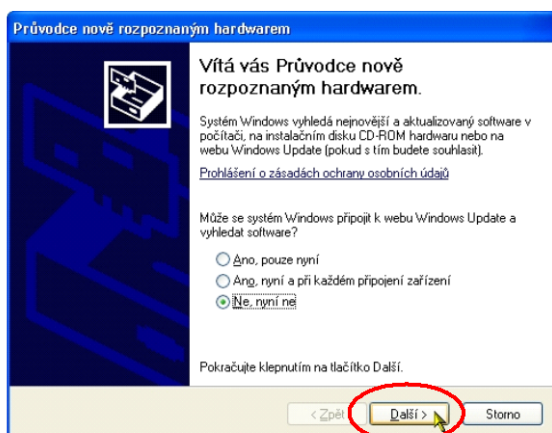 Průvodce nově rozpoznaným hardwarem
Vítá vás Průvodce nově
rozpoznaným hardwarem.
Systém Windows vyhledá nejnovější a aktualizovaný software v
počítači, na instalačním disku CD-ROM hardwaru nebo na
webu Windows Update (pokud s tím budete souhlasit).
Prohlášení o zásadách ochrany osobních údajů
Může se systém Windows připojit k webu Windows Update a
vyhledat software?
Ano, pouze nyní
Ano, nyní a při každém připojení zařízení
Ne, nyní ne
Pokračujte klepnutím na tlačítko Další.
< Zpět
Další >
Storno